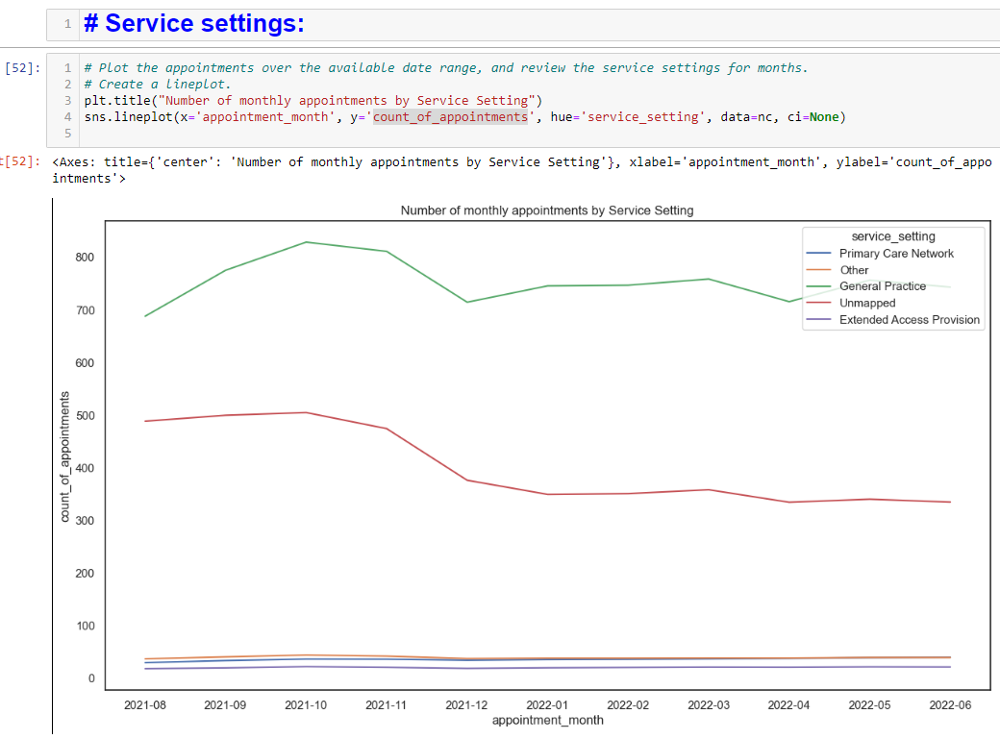 1 # Service settings:
[52]: 1 # Plot the appointments over the available date range, and review the service settings for months.
2 # Create a lineplot.
3 plt.title("Number of monthly appointments by Service Setting")
4 sns.lineplot(x='appointment_month', y='count_of_appointments', hue='service_setting', data=nc, ci=None)
5
t[52]: <Axes: title={'center': 'Number of monthly appointments by Service Setting'}, xlabel='appointment_month', ylabel='count_of_appo
intments'>
Number of monthly appointments by Service Setting
service_setting
Primary Care Network
Other
General Practice
Unmapped
Extended Access Provision
count_of_appointments
800
700
600
500
400
300
200
100
0
2021-08 2021-09 2021-10 2021-11 2021-12 2022-01 2022-02 2022-03 2022-04 2022-05 2022-06
appointment_month